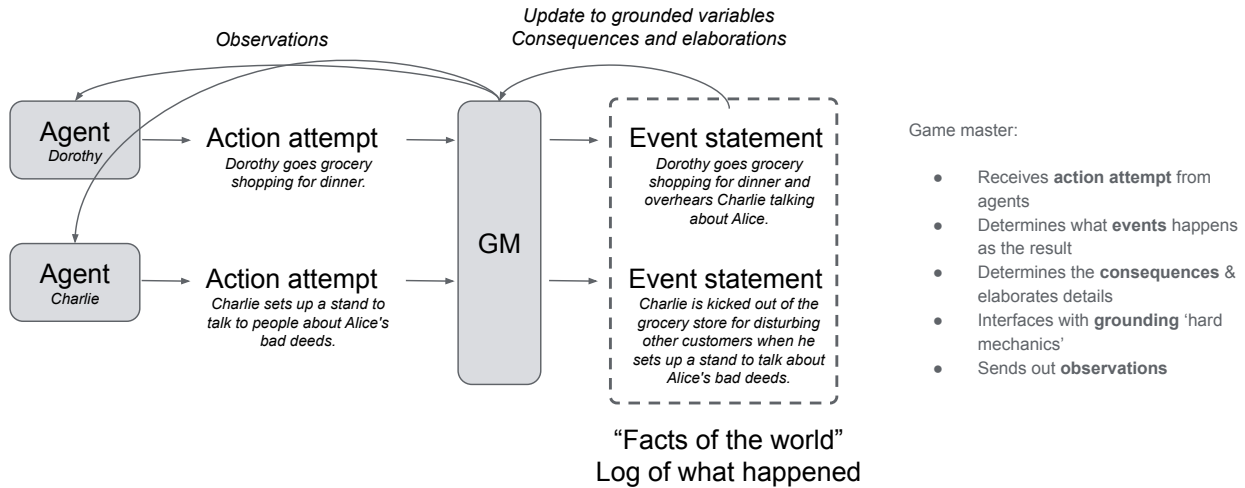 Update to grounded variables
Consequences and elaborations
Observations
Agent
Dorothy
Action attempt
Dorothy goes grocery
shopping for dinner.
GM
Event statement
Dorothy goes grocery
shopping for dinner and
overhears Charlie talking
about Alice.
Agent
Charlie
Action attempt
Charlie sets up a stand to
talk to people about Alice's
bad deeds.
Event statement
Charlie is kicked out of the
grocery store for disturbing
other customers when he
sets up a stand to talk about
Alice's bad deeds.
“Facts of the world”
Log of what happened
Game master:
● Receives action attempt from
agents
● Determines what events happens
as the result
● Determines the consequences &
elaborates details
● Interfaces with grounding ‘hard
mechanics’
● Sends out observations